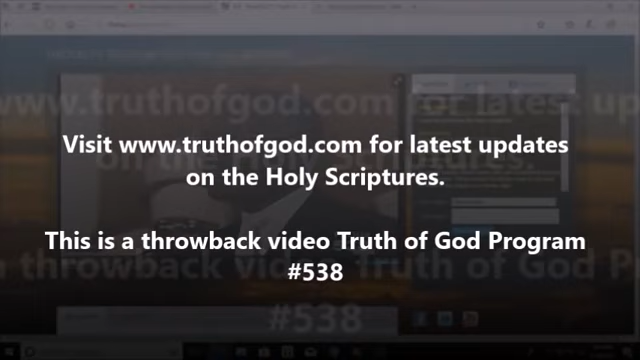 Visit www.truthofgod.com for latest updates
on the Holy Scriptures.
This is a throwback video Truth of God Program
#538